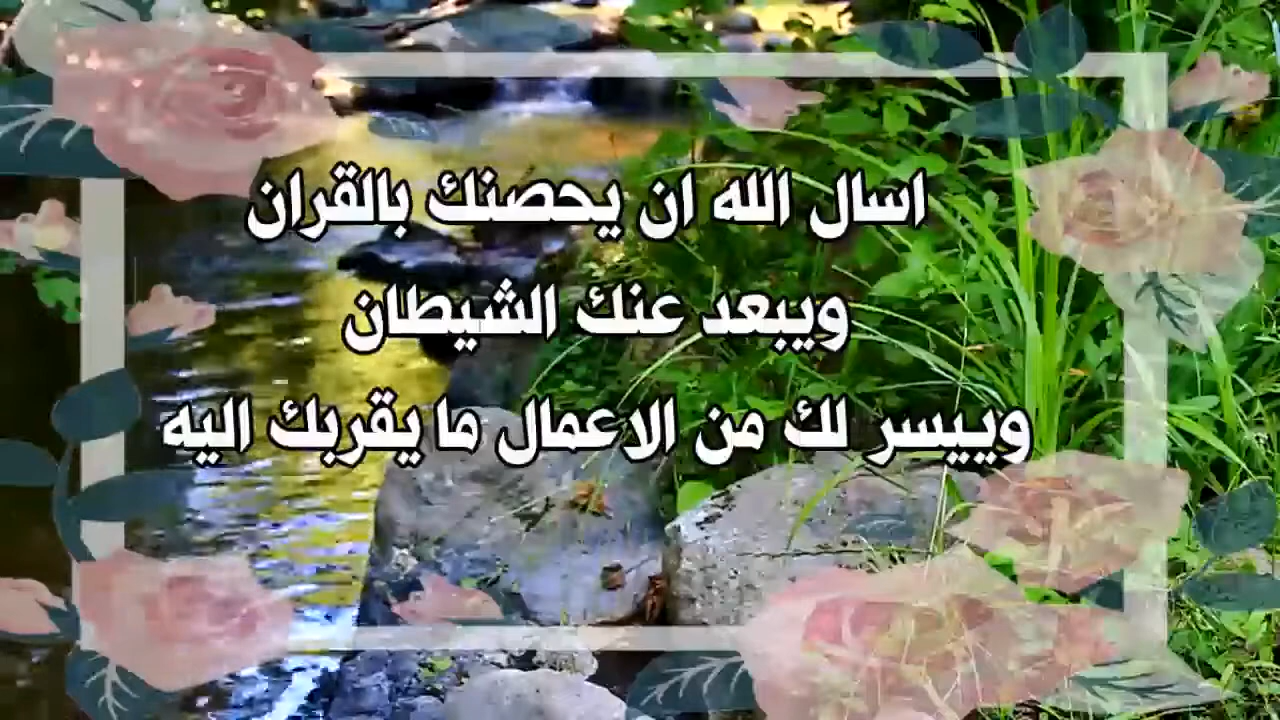 اسال الله ان يحصنك بالقران
ويبعد عنك الشيطان
وييسر لك من الاعمال ما يقربك اليه